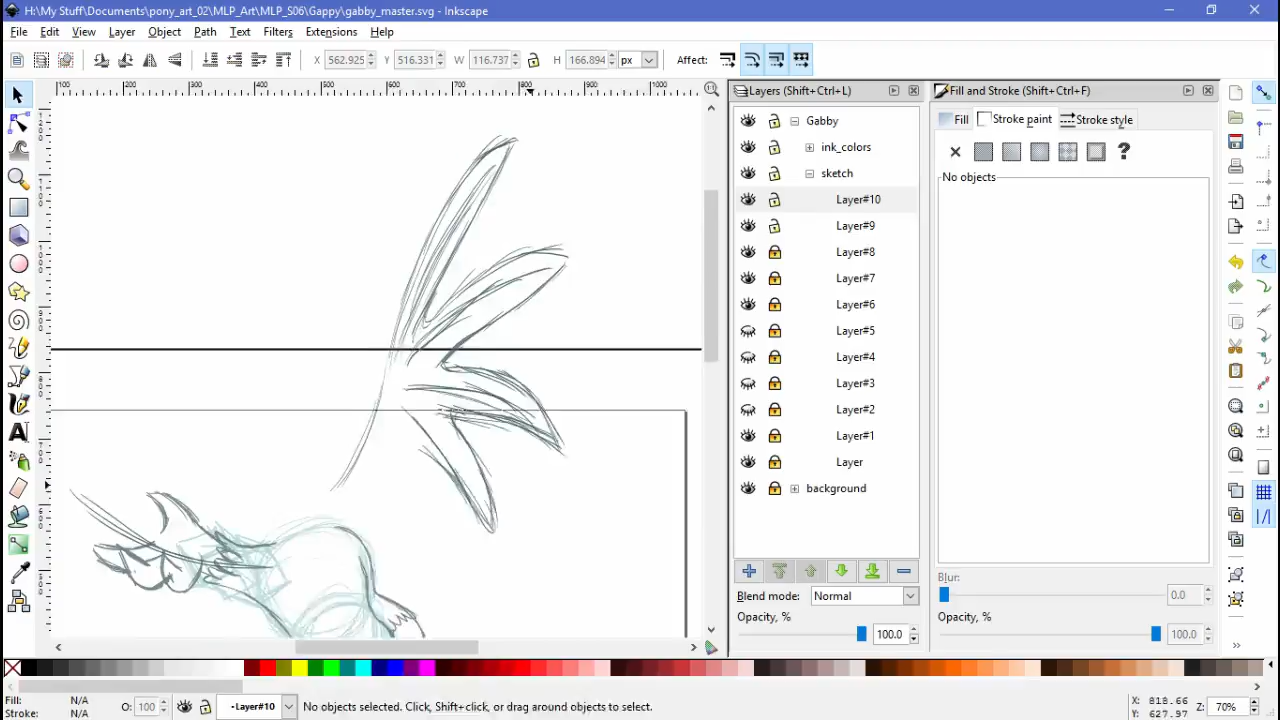 H:\My Stuff\Documents\pony_art_02\MLP_Art\MLP_S06\Gappy\gabby_master.svg - Inkscape
File Edit View Layer Object Path Text Filters Extensions Help
X 562.925 Y 516.331 W 116.737 H 166.894 px Affect:
Layers (Shift+Ctrl+L)
Fill and Stroke (Shift+Ctrl+F)
Gabby
ink_colors
sketch
Layer#10
Layer#9
Layer#8
Layer#7
Layer#6
Layer#5
Layer#4
Layer#3
Layer#2
Layer#1
Layer
background
Blend mode: Normal
Opacity, %
100.0
Fill Stroke paint Stroke style
?
No objects
Blur:
0.0
Opacity, %
100.0
Fill: N/A
Stroke: N/A
O: 100
-Layer#10
No objects selected. Click, Shift+click, or drag around objects to select.
X: 818.66
Y: 627.97
Z: 70%